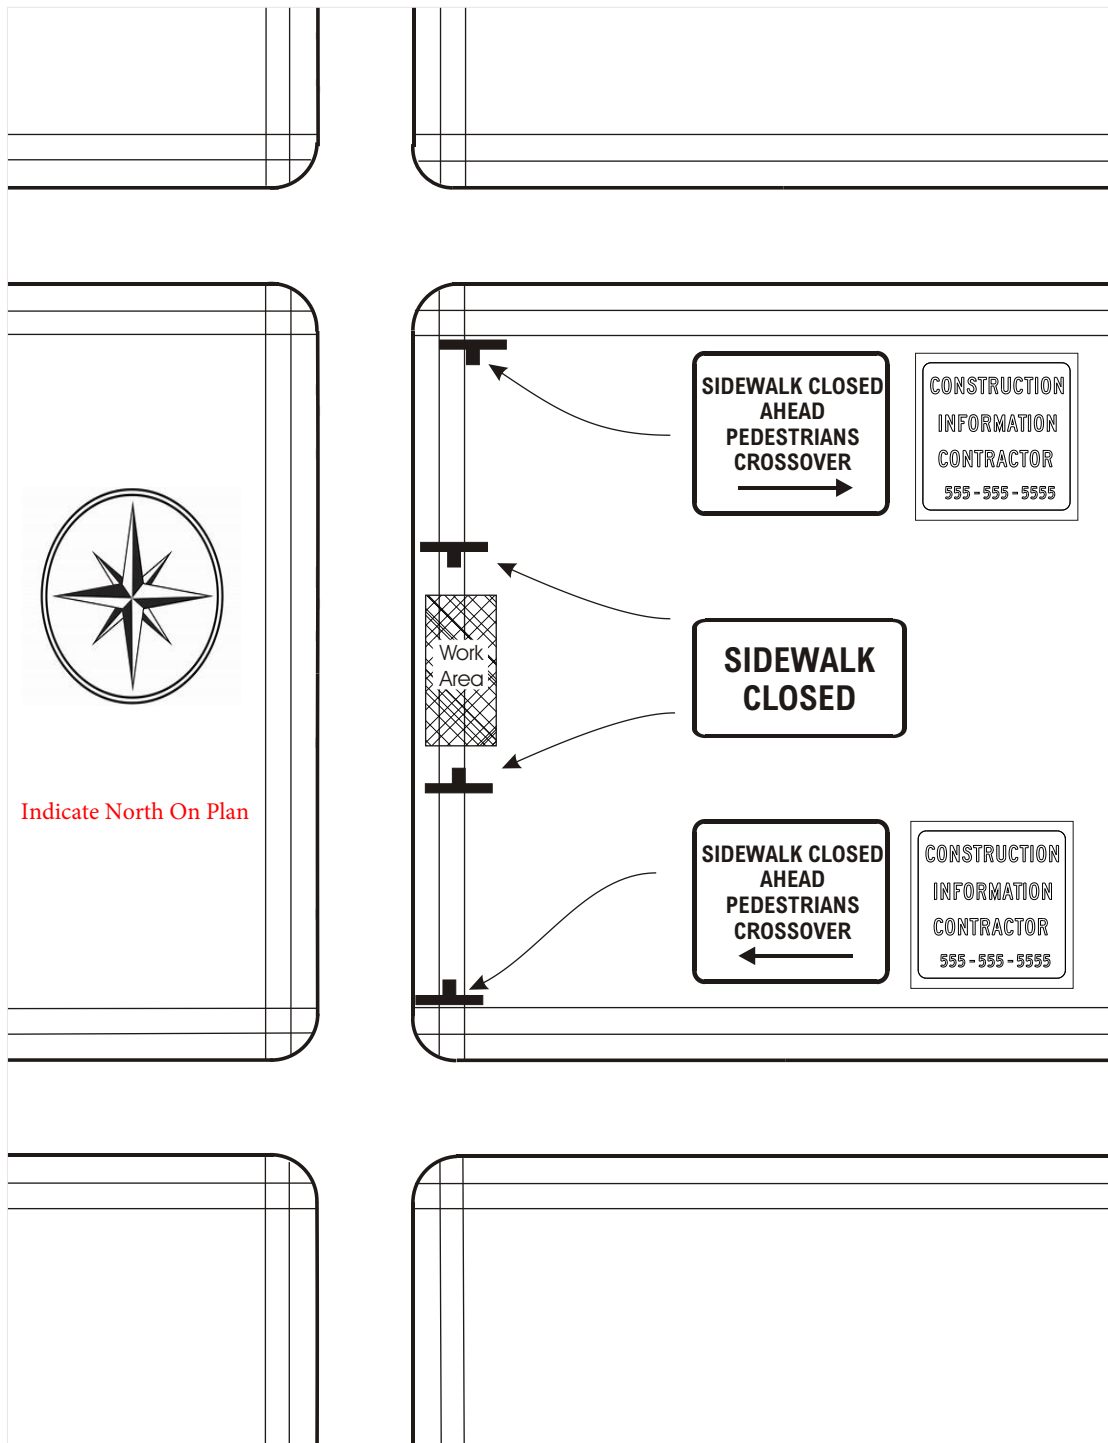 SIDEWALK CLOSED
AHEAD
PEDESTRIANS
CROSSOVER
CONSTRUCTION
INFORMATION
CONTRACTOR
555-555-5555
Work
Area
SIDEWALK
CLOSED
Indicate North On Plan
SIDEWALK CLOSED
AHEAD
PEDESTRIANS
CROSSOVER
CONSTRUCTION
INFORMATION
CONTRACTOR
555-555-5555